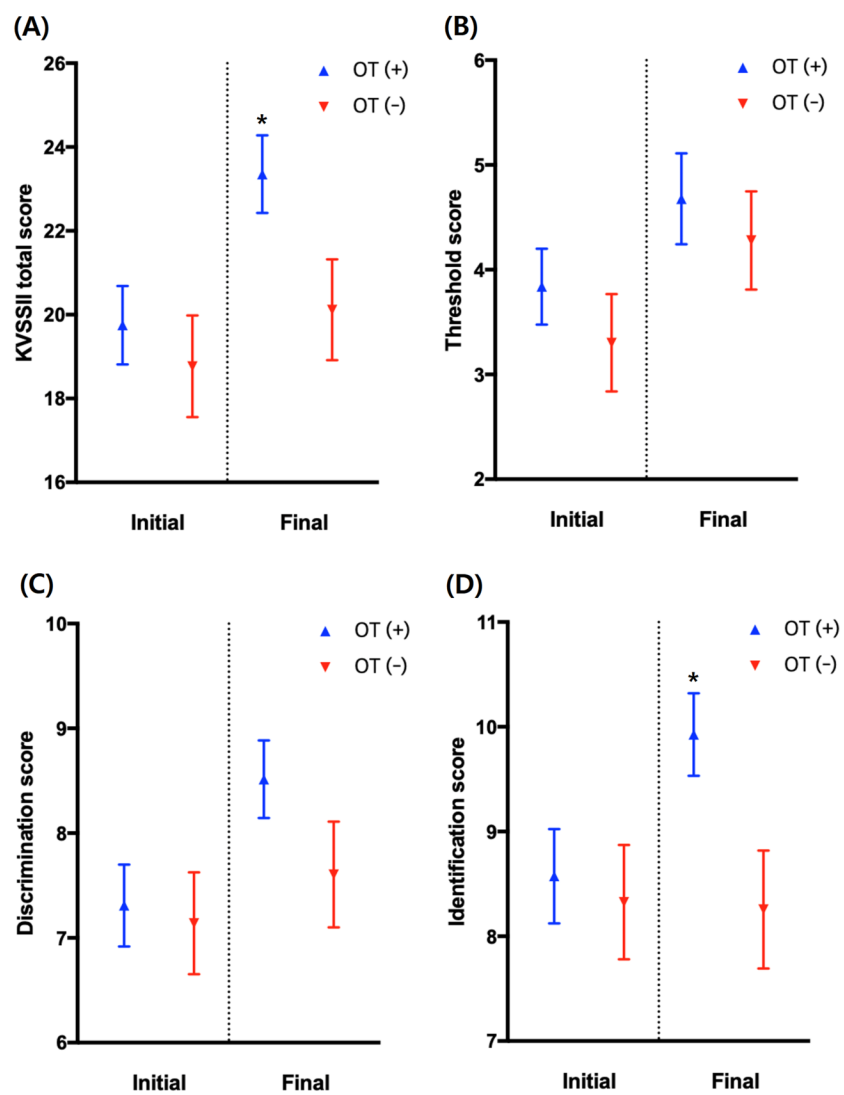 (A)
26
24
22
20
18
16
KVSSII total score
OT (+)
OT (−)
*
Initial
Final
(B)
6
5
4
3
2
Threshold score
OT (+)
OT (−)
Initial
Final
(C)
10
9
8
7
6
Discrimination score
OT (+)
OT (−)
Initial
Final
(D)
11
10
9
8
7
Identification score
OT (+)
OT (−)
*
Initial
Final